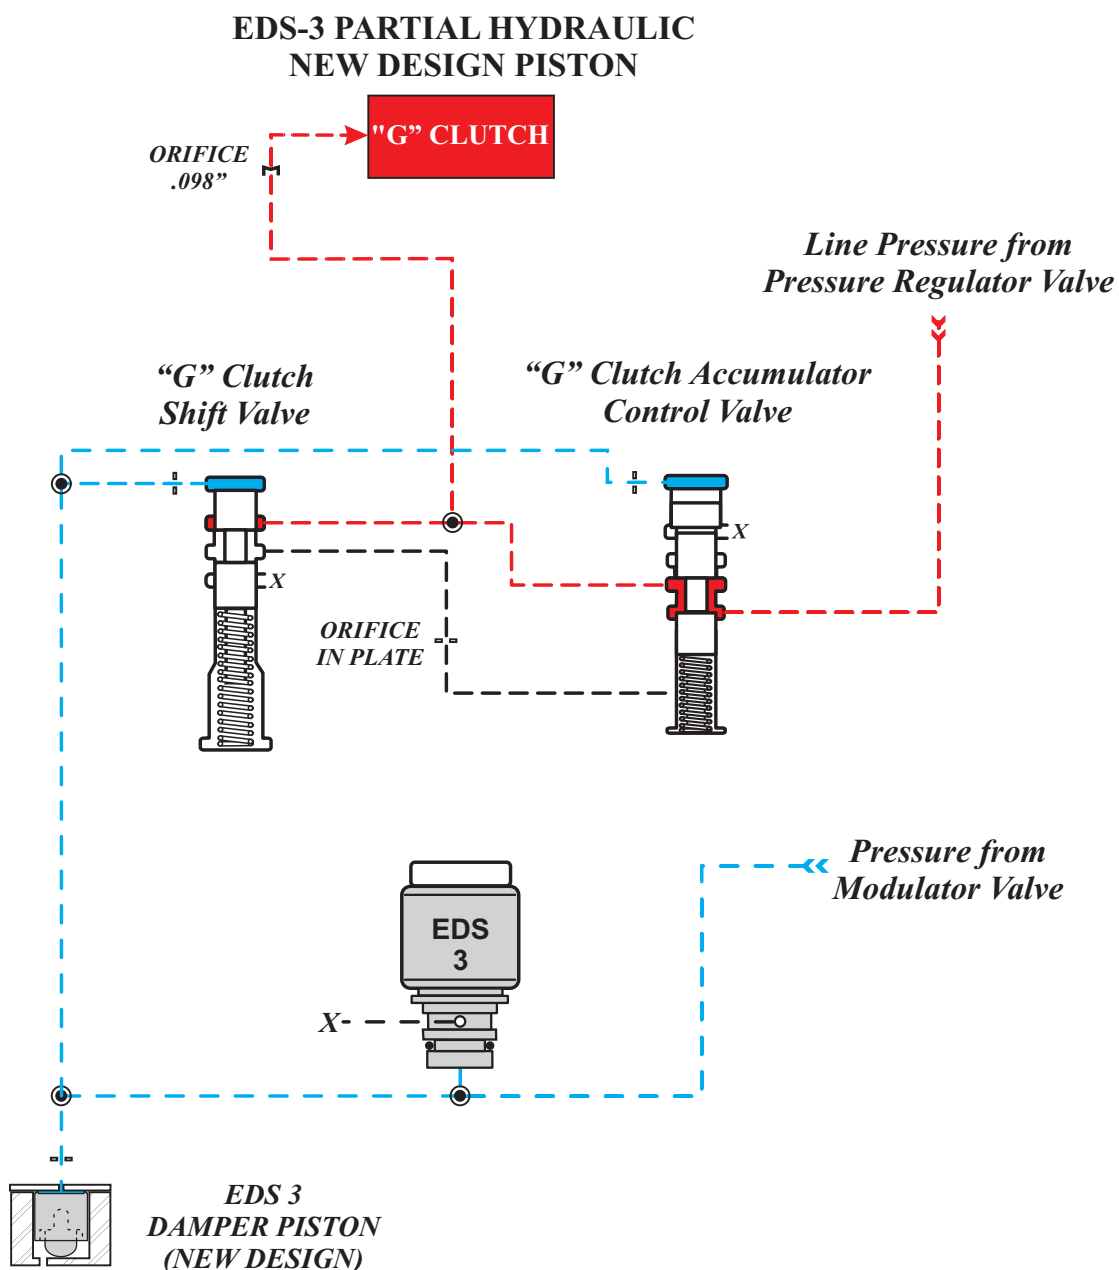 EDS-3 PARTIAL HYDRAULIC
NEW DESIGN PISTON
"G” CLUTCH
ORIFICE
.098”
Line Pressure from
Pressure Regulator Valve
“G” Clutch
Shift Valve
“G” Clutch Accumulator
Control Valve
X
X
ORIFICE
IN PLATE
Pressure from
Modulator Valve
EDS
3
X
EDS 3
DAMPER PISTON
(NEW DESIGN)